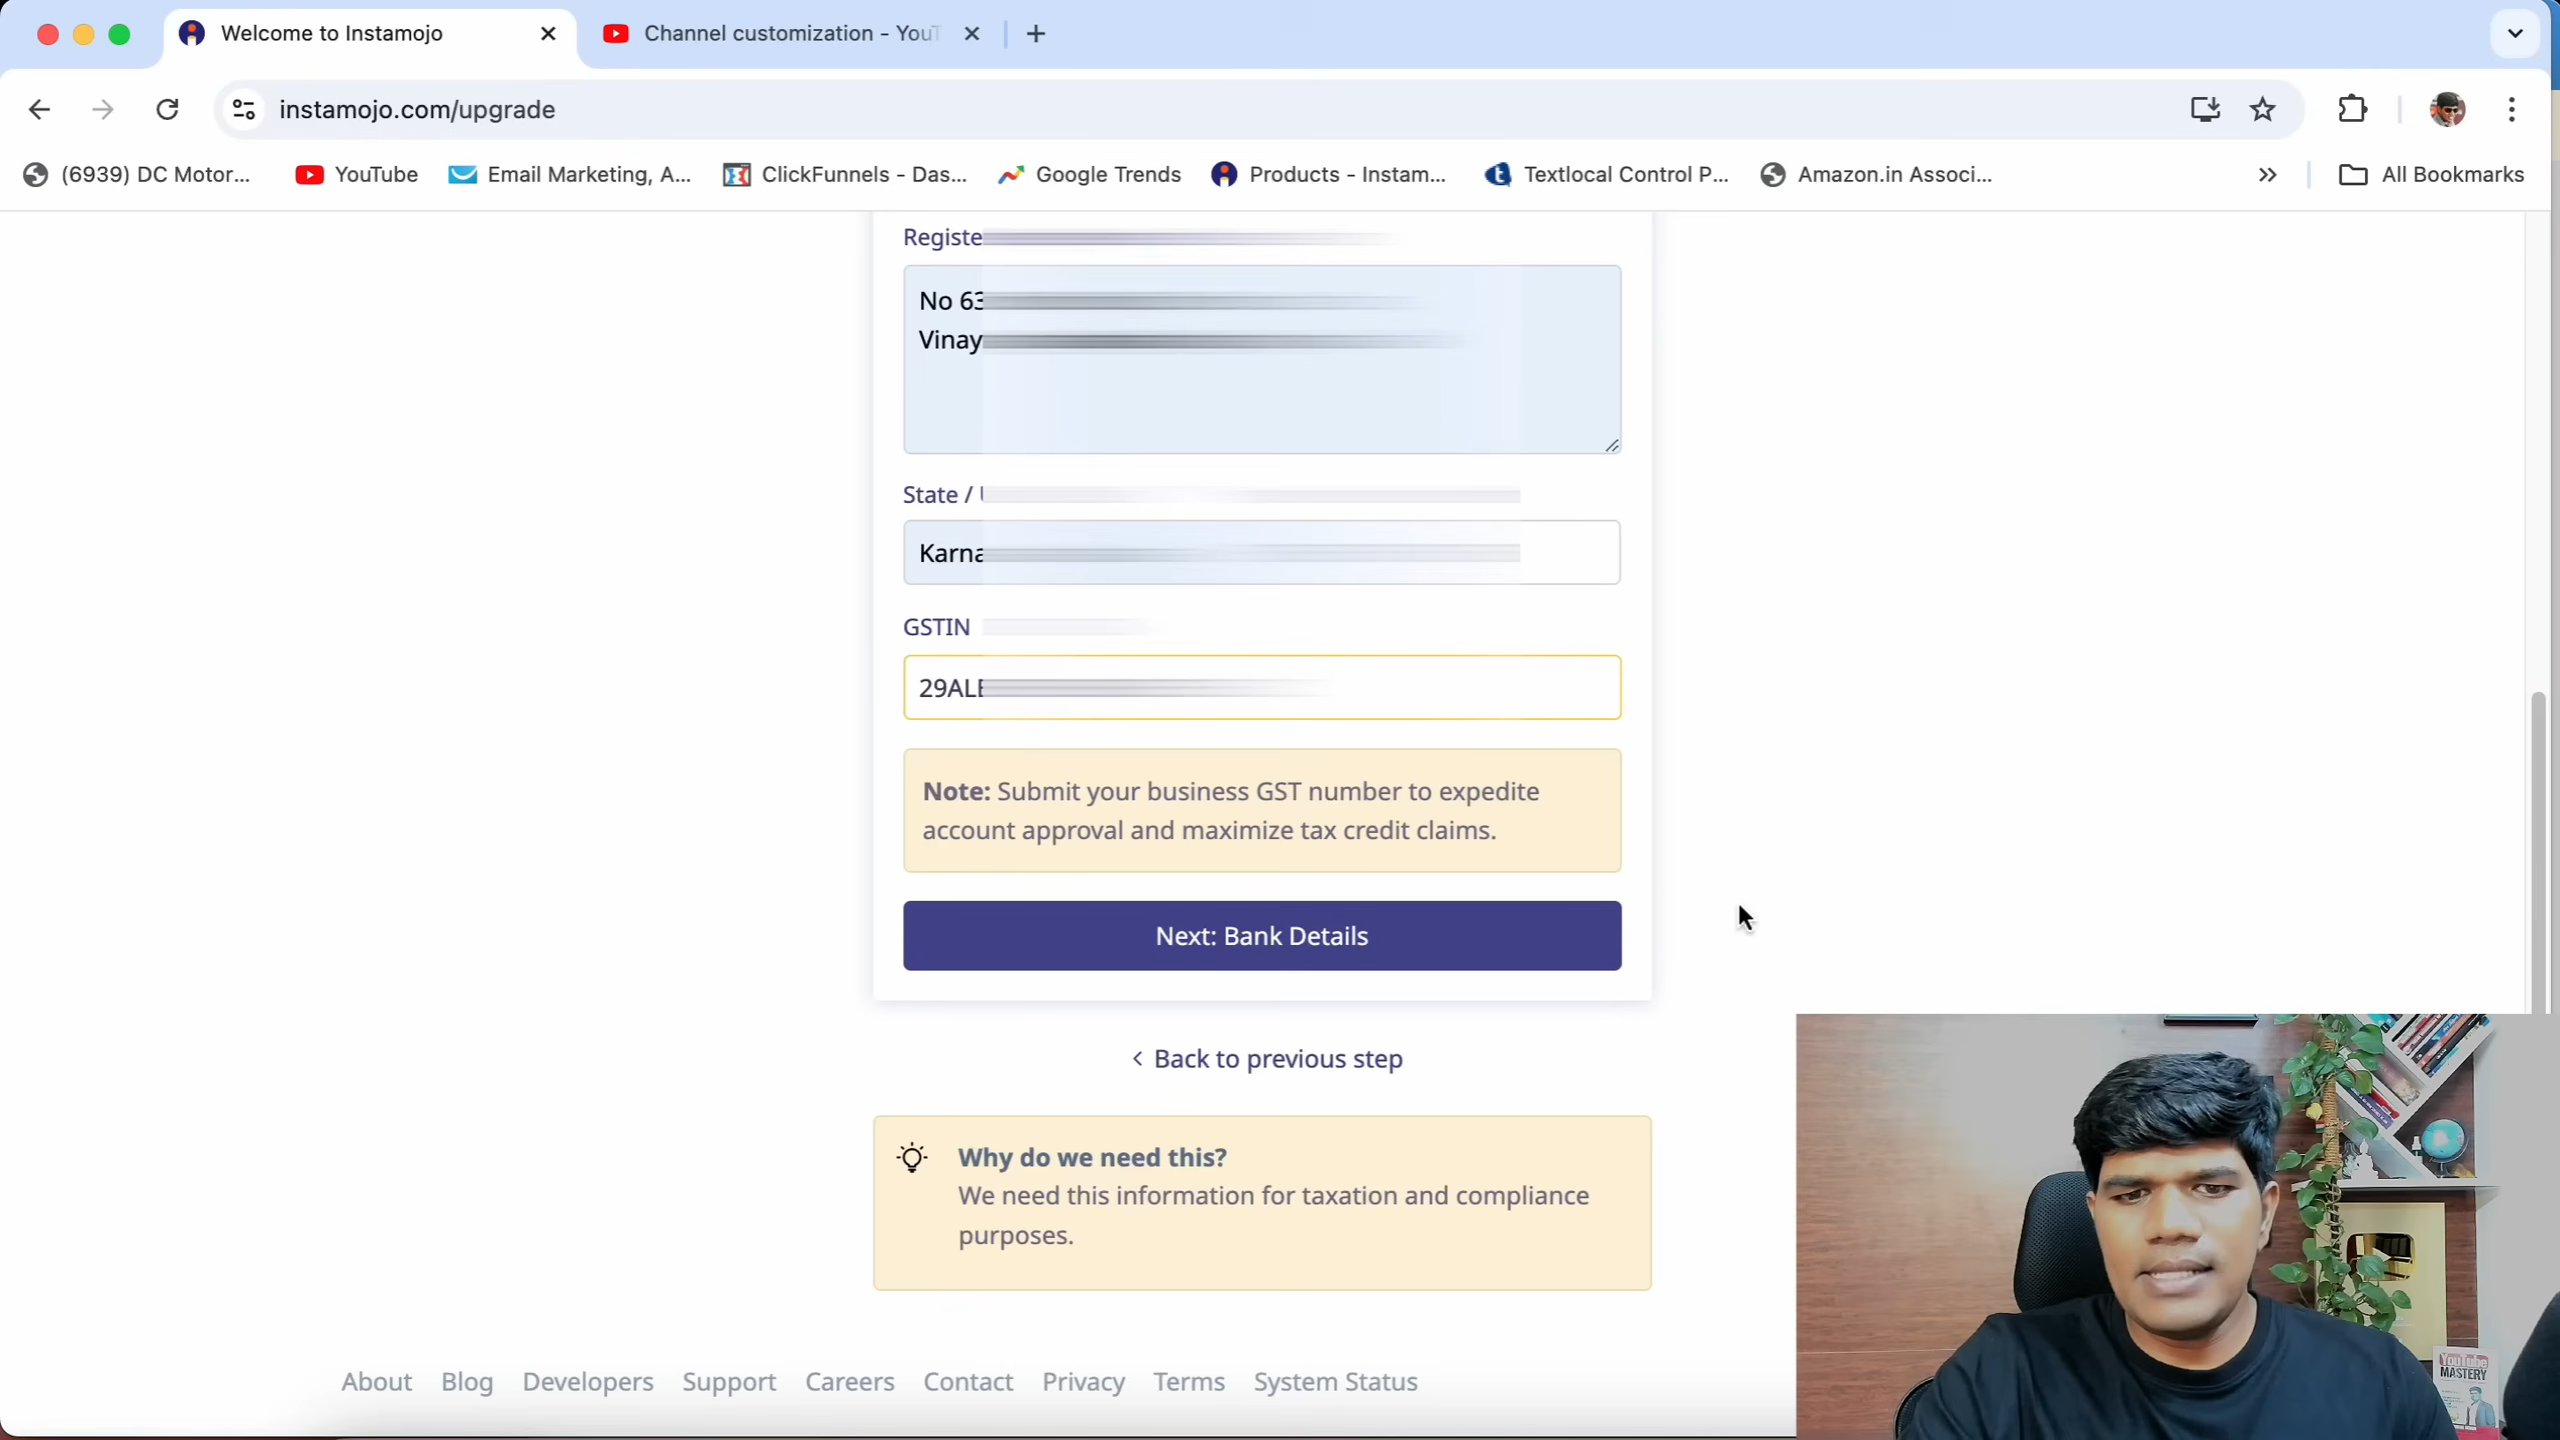 Welcome to Instamojo
Channel customization - YouT
instamojo.com/upgrade
(6939) DC Motor...
YouTube
Email Marketing, A...
ClickFunnels - Das...
Google Trends
Products - Instam...
Textlocal Control P...
Amazon.in Associ...
All Bookmarks
Registe
No 63
Vinay
State /
Karna
GSTIN
29AL
Note: Submit your business GST number to expedite
account approval and maximize tax credit claims.
Next: Bank Details
Back to previous step
Why do we need this?
We need this information for taxation and compliance
purposes.
About Blog Developers Support Careers Contact Privacy Terms System Status
YouTube
MASTERY